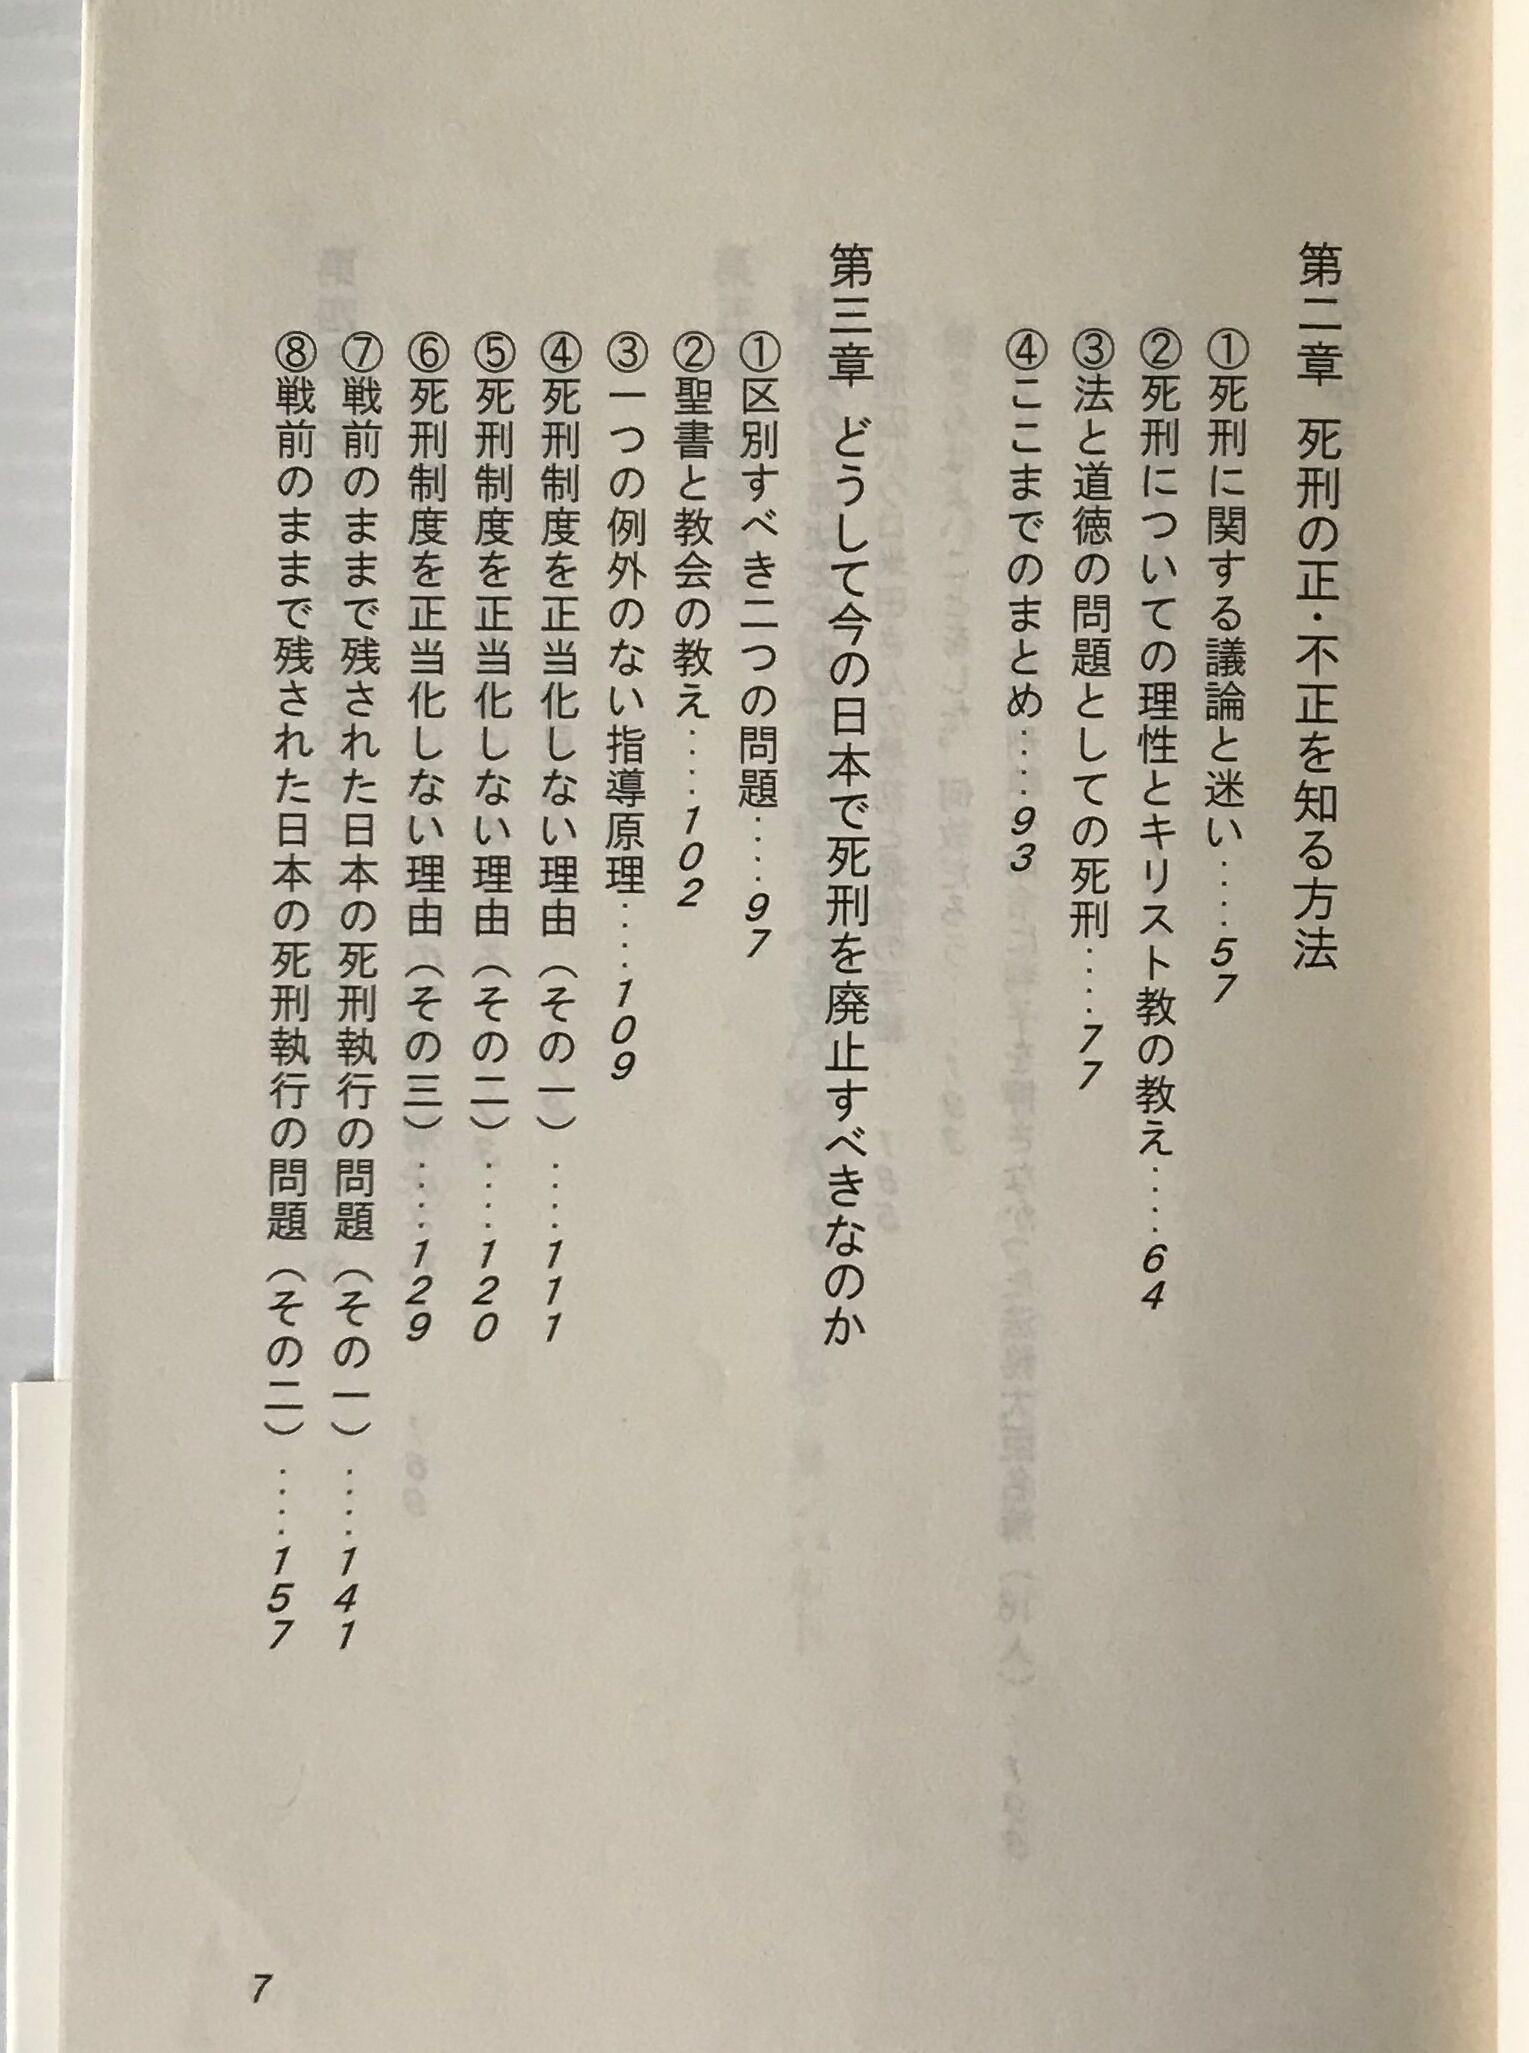 第二章 死刑の正・不正を知る方法
①死刑に関する議論と迷い‥‥57
②死刑についての理性とキリスト教の教え‥‥64
③法と道徳の問題としての死刑‥‥77
④ここまでのまとめ‥‥93
第三章 どうして今の日本で死刑を廃止すべきなのか
①区別すべき二つの問題‥‥97
②聖書と教会の教え‥‥102
③一つの例外のない指導原理‥‥109
④死刑制度を正当化しない理由（その一）‥‥111
⑤死刑制度を正当化しない理由（その二）‥‥120
⑥死刑制度を正当化しない理由（その三）‥‥129
⑦戦前のままで残された日本の死刑執行の問題（その一）‥‥141
⑧戦前のままで残された日本の死刑執行の問題（その二）‥‥157
7